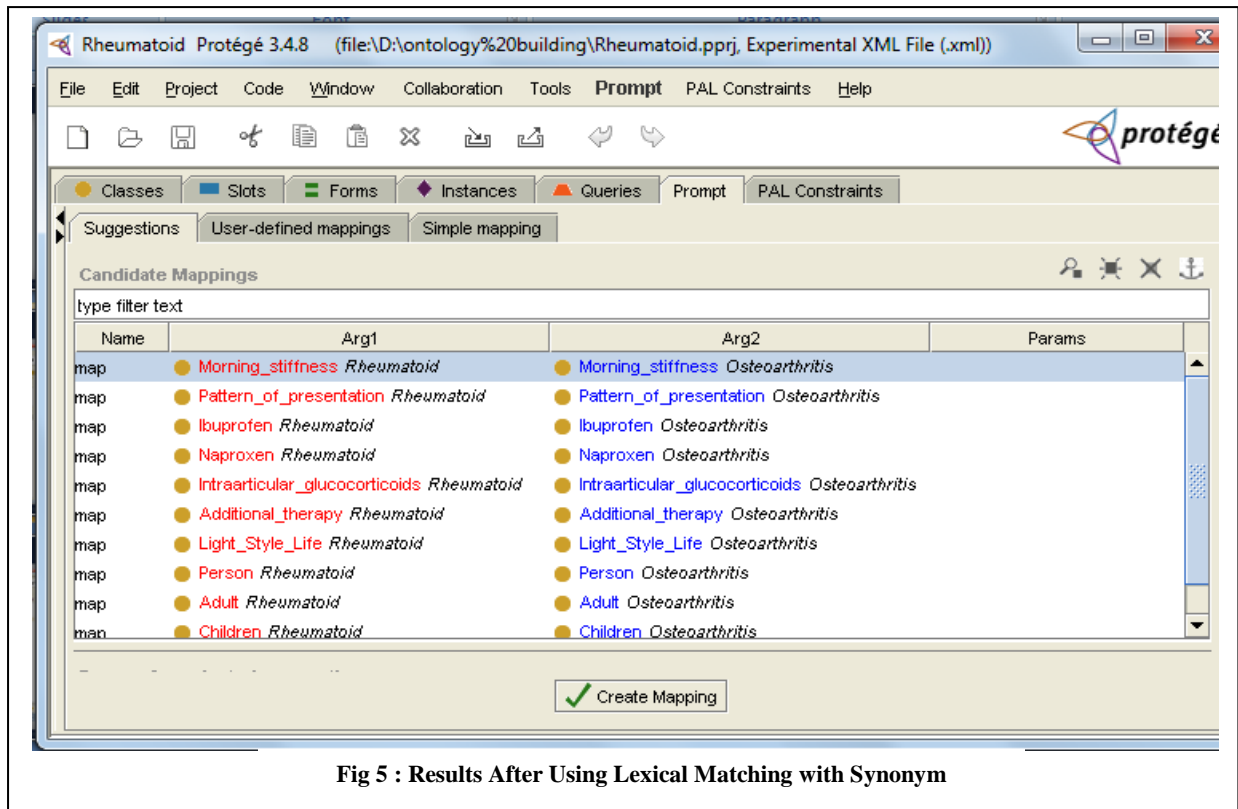 Rheumatoid Protégé 3.4.8 (file:\D:\ontology%20building\Rheumatoid.pprj, Experimental XML File (.xml))
File Edit Project Code Window Collaboration Tools Prompt PAL Constraints Help
protégé
Classes Slots Forms Instances Queries Prompt PAL Constraints
Suggestions User-defined mappings Simple mapping
Candidate Mappings
type filter text
Name Arg1 Arg2 Params
map Morning_stiffness Rheumatoid Morning_stiffness Osteoarthritis
map Pattern_of_presentation Rheumatoid Pattern_of_presentation Osteoarthritis
map Ibuprofen Rheumatoid Ibuprofen Osteoarthritis
map Naproxen Rheumatoid Naproxen Osteoarthritis
map Intraarticular_glucocorticoids Rheumatoid Intraarticular_glucocorticoids Osteoarthritis
map Additional_therapy Rheumatoid Additional_therapy Osteoarthritis
map Light_Style_Life Rheumatoid Light_Style_Life Osteoarthritis
map Person Rheumatoid Person Osteoarthritis
map Adult Rheumatoid Adult Osteoarthritis
map Children Rheumatoid Children Osteoarthritis
Create Mapping
Fig 5 : Results After Using Lexical Matching with Synonym